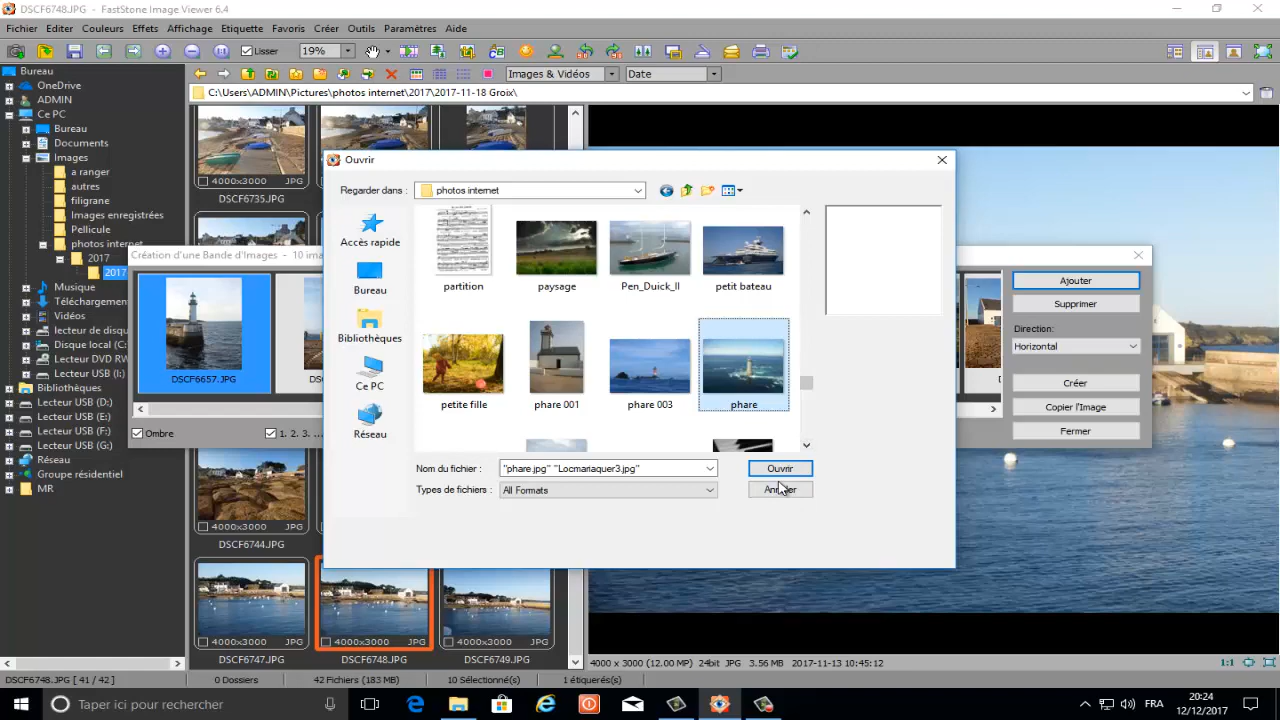 DSCF6748.JPG - FastStone Image Viewer 6.4
Fichier Editer Couleurs Effets Affichage Etiquette Favoris Créer Outils Paramètres Aide
Lisser 19%
Images & Vidéos Date
C:\Users\ADMIN\Pictures\photos internet\2017\2017-11-18 Groix\
Bureau
OneDrive
ADMIN
Ce PC
Bureau
Documents
Images
a ranger
autres
filigrane
Images enregistrées
Pellicule
photos internet
2017
2017
Musique
Téléchargemen
Vidéos
lecteur de disqu
Disque local (C:
Lecteur DVD RW
Lecteur USB (I:)
Bibliothèques
Lecteur USB (D:)
Lecteur USB (E:)
Lecteur USB (F:)
Lecteur USB (G:)
Réseau
Groupe résidentiel
MR
4000x3000 JPG
DSCF6735.JPG
Création d'une Bande d'Images - 10 ima
DSCF6657.JPG
Ombre
1. 2. 3. ...
Ajouter
Supprimer
Direction:
Horizontal
Créer
Copier l'Image
Fermer
Ouvrir
Regarder dans : photos internet
Accès rapide
Bureau
Bibliothèques
Ce PC
Réseau
partition paysage Pen_Duick_II petit bateau
petite fille phare 001 phare 003 phare
Nom du fichier : "phare.jpg" "Locmariaquer3.jpg" Ouvrir
Types de fichiers : All Formats
4000x3000 JPG
DSCF6744.JPG
4000x3000 JPG 4000x3000 JPG 4000x3000 JPG
DSCF6747.JPG DSCF6748.JPG DSCF6749.JPG
4000 x 3000 (12.00 MP) 24bit JPG 3.56 MB 2017-11-13 10:45:12 1:1
DSCF6748.JPG [ 41 / 42 ] 0 Dossiers 42 Fichiers (183 MB) 10 Sélectionné(s) 1 étiquetés(s)
Taper ici pour rechercher
FRA
20:24
12/12/2017